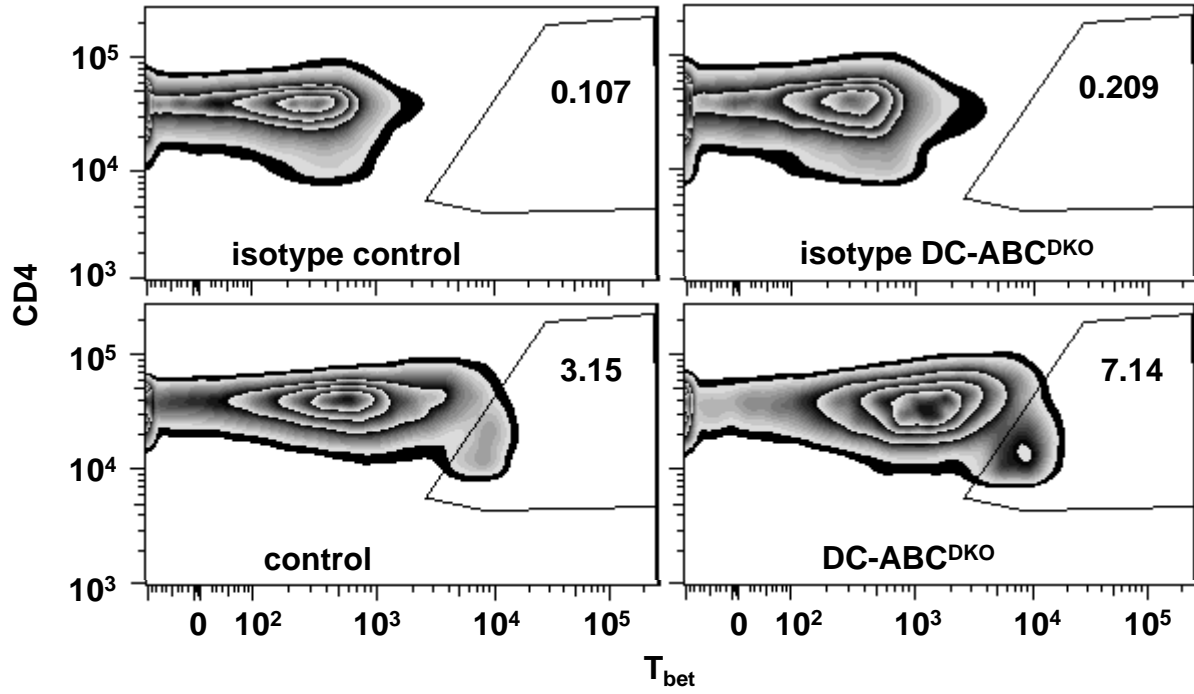 10⁵
10⁴
10³
CD4
0.107
isotype control
0.209
isotype DC-ABCᴰᴷᴼ
10⁵
10⁴
10³
3.15
control
7.14
DC-ABCᴰᴷᴼ
0 10² 10³ 10⁴ 10⁵
0 10² 10³ 10⁴ 10⁵
T_bet